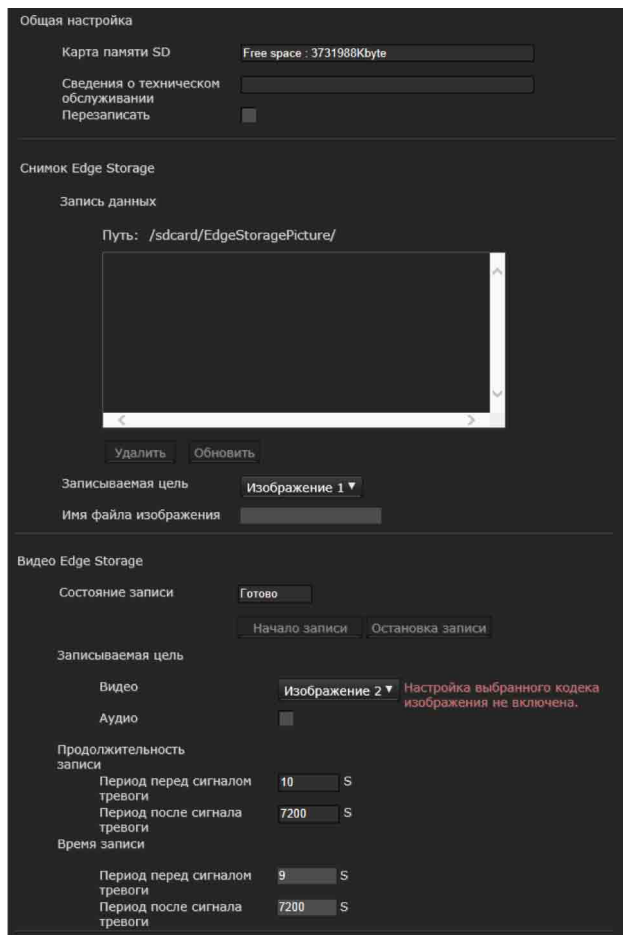 Общая настройка
Карта памяти SD
Free space : 3731988Kbyte
Сведения о техническом
обслуживании
Перезаписать
Снимок Edge Storage
Запись данных
Путь: /sdcard/EdgeStoragePicture/
Удалить Обновить
Записываемая цель Изображение 1
Имя файла изображения
Видео Edge Storage
Состояние записи Готово
Начало записи Остановка записи
Записываемая цель
Видео Изображение 2 Настройка выбранного кодека
изображения не включена.
Аудио
Продолжительность
записи
Период перед сигналом 10 S
тревоги
Период после сигнала 7200 S
тревоги
Время записи
Период перед сигналом 9 S
тревоги
Период после сигнала 7200 S
тревоги